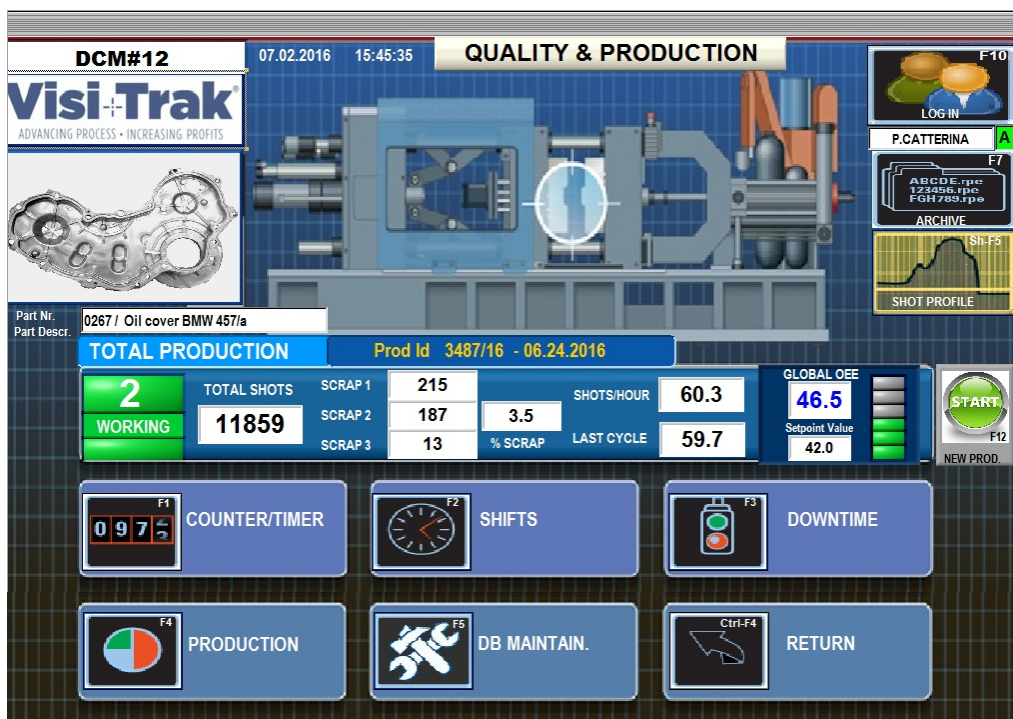 DCM#12
07.02.2016 15:45:35
QUALITY & PRODUCTION
F10
LOG IN
Visi-Trak®
ADVANCING PROCESS • INCREASING PROFITS
P.CATTERINA A
F7
ABCDE.rpe
123456.rpe
FGH789.rpe
ARCHIVE
Sh-F5
SHOT PROFILE
Part Nr.
Part Descr.
0267 / Oil cover BMW 457/a
TOTAL PRODUCTION
Prod Id 3487/16 - 06.24.2016
2
WORKING
TOTAL SHOTS
11859
SCRAP 1 215
SCRAP 2 187
SCRAP 3 13
3.5
% SCRAP
SHOTS/HOUR 60.3
LAST CYCLE 59.7
GLOBAL OEE
46.5
Setpoint Value
42.0
START
F12
NEW PROD.
F1
097
COUNTER/TIMER
F2
SHIFTS
F3
DOWNTIME
F4
PRODUCTION
F5
DB MAINTAIN.
Ctrl-F4
RETURN